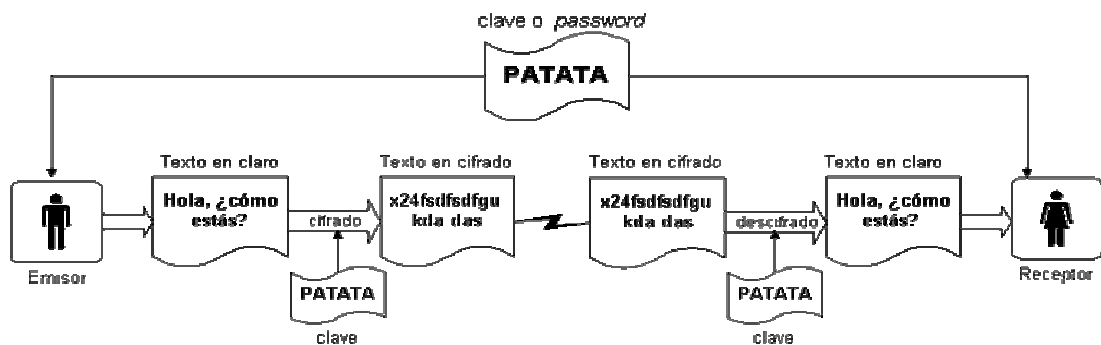 clave o password
PATATA
Texto en claro
Texto en cifrado
Texto en cifrado
Texto en claro
Hola, ¿cómo
estás?
cifrado
x24fsdfsdfgu
kda das
x24fsdfsdfgu
kda das
descifrado
Hola, ¿cómo
estás?
Emisor
PATATA
clave
PATATA
clave
Receptor